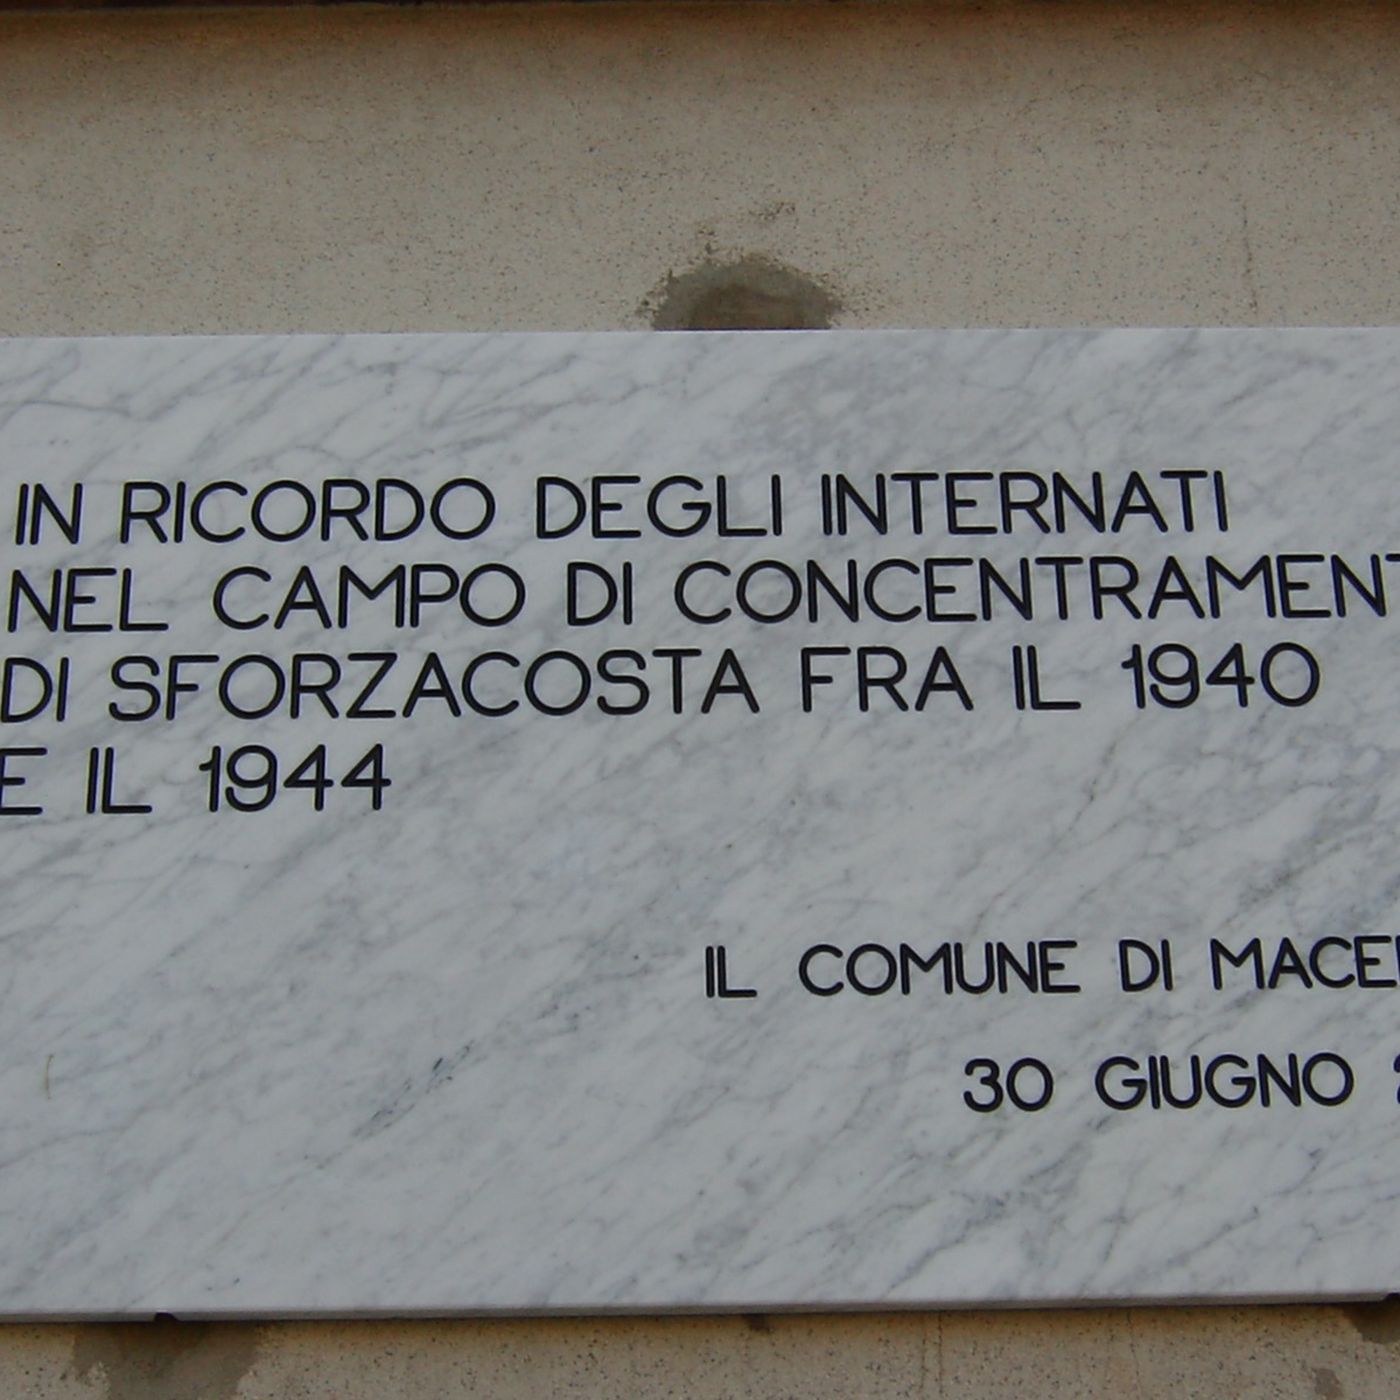 IN RICORDO DEGLI INTERNATI
NEL CAMPO DI CONCENTRAMENT
DI SFORZACOSTA FRA IL 1940
E IL 1944
IL COMUNE DI MACE
30 GIUGNO